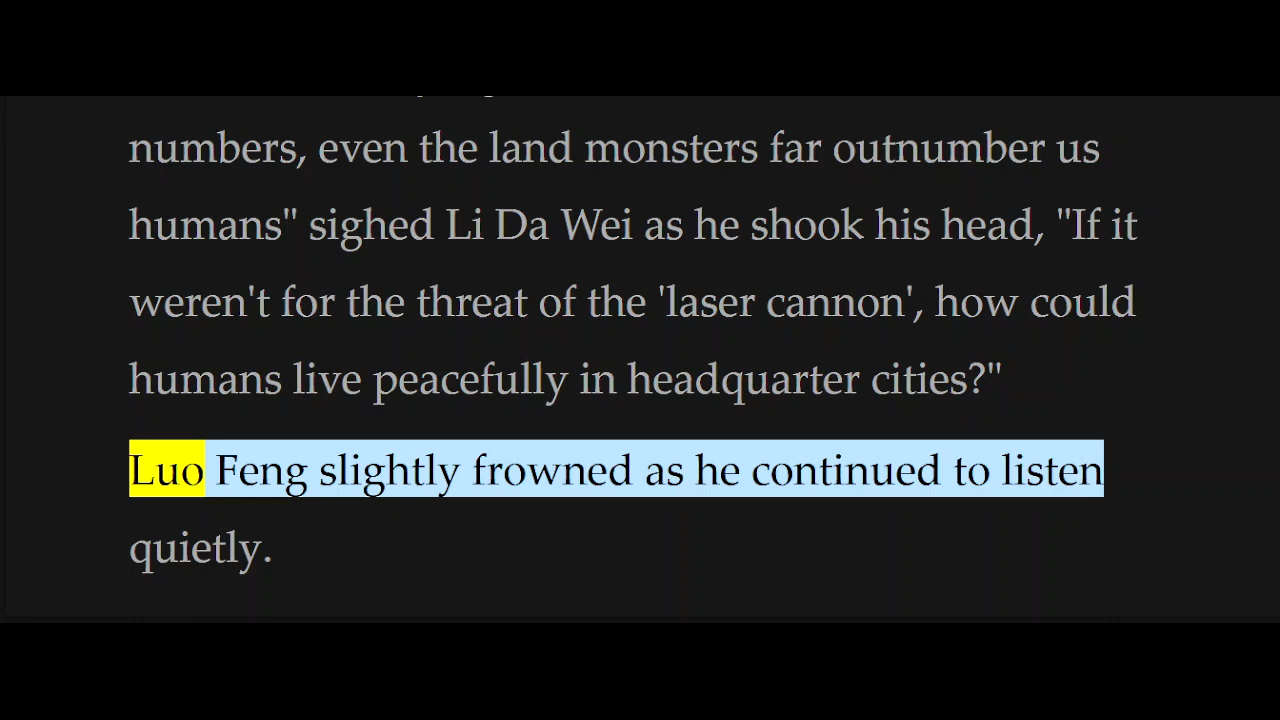 numbers, even the land monsters far outnumber us
humans" sighed Li Da Wei as he shook his head, "If it
weren't for the threat of the 'laser cannon', how could
humans live peacefully in headquarter cities?"
Luo Feng slightly frowned as he continued to listen
quietly.